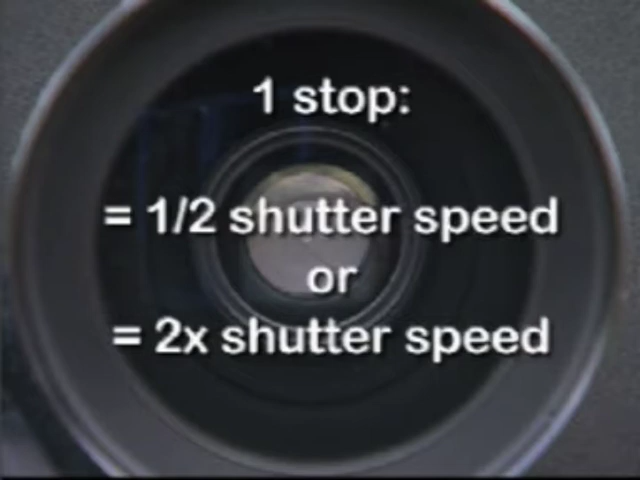 1 stop:
= 1/2 shutter speed
or
= 2x shutter speed